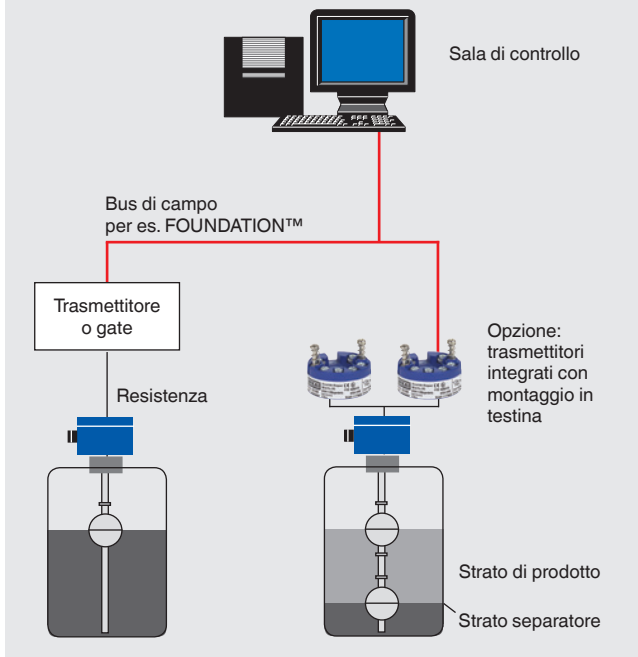 Sala di controllo
Bus di campo
per es. FOUNDATION™
Trasmettitore
o gate
Opzione:
trasmettitori
integrati con
montaggio in
testina
Resistenza
Strato di prodotto
Strato separatore